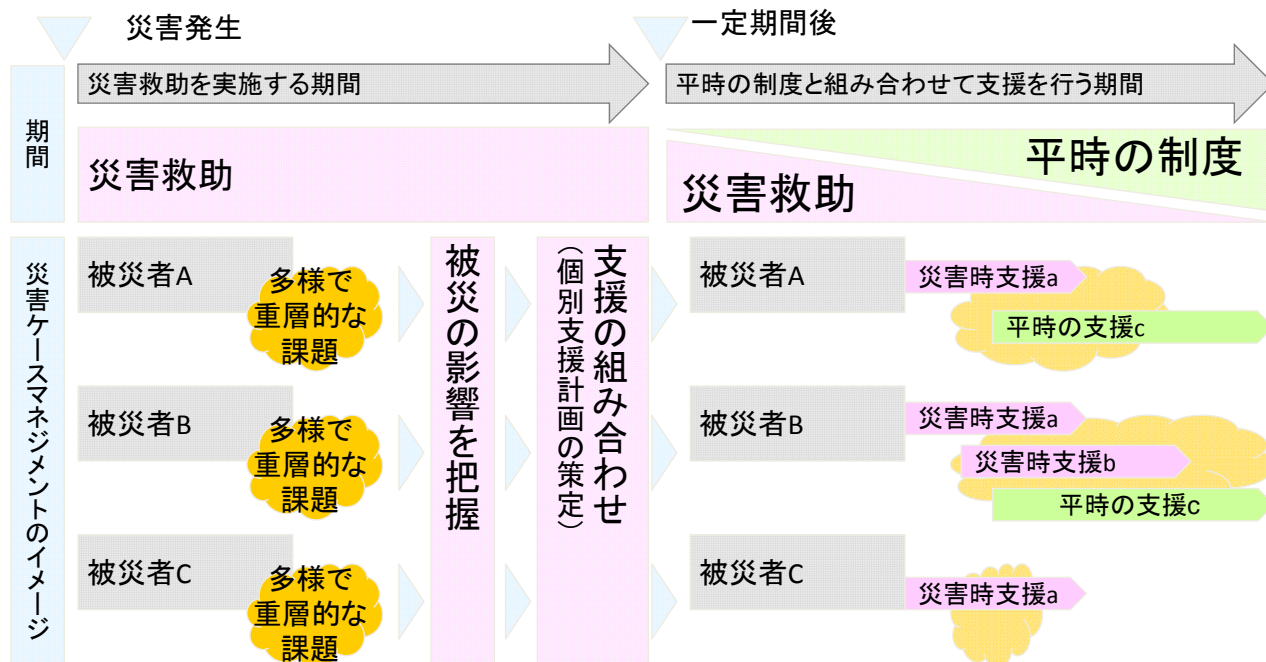 災害発生
一定期間後
期間
災害救助を実施する期間
平時の制度と組み合わせて支援を行う期間
災害救助
平時の制度
災害救助
災害ケースマネジメントのイメージ
被災者A
多様で
重層的な
課題
被災者B
多様で
重層的な
課題
被災者C
多様で
重層的な
課題
被災の影響を把握
支援の組み合わせ
（個別支援計画の策定）
被災者A
災害時支援a
平時の支援c
被災者B
災害時支援a
災害時支援b
平時の支援c
被災者C
災害時支援a